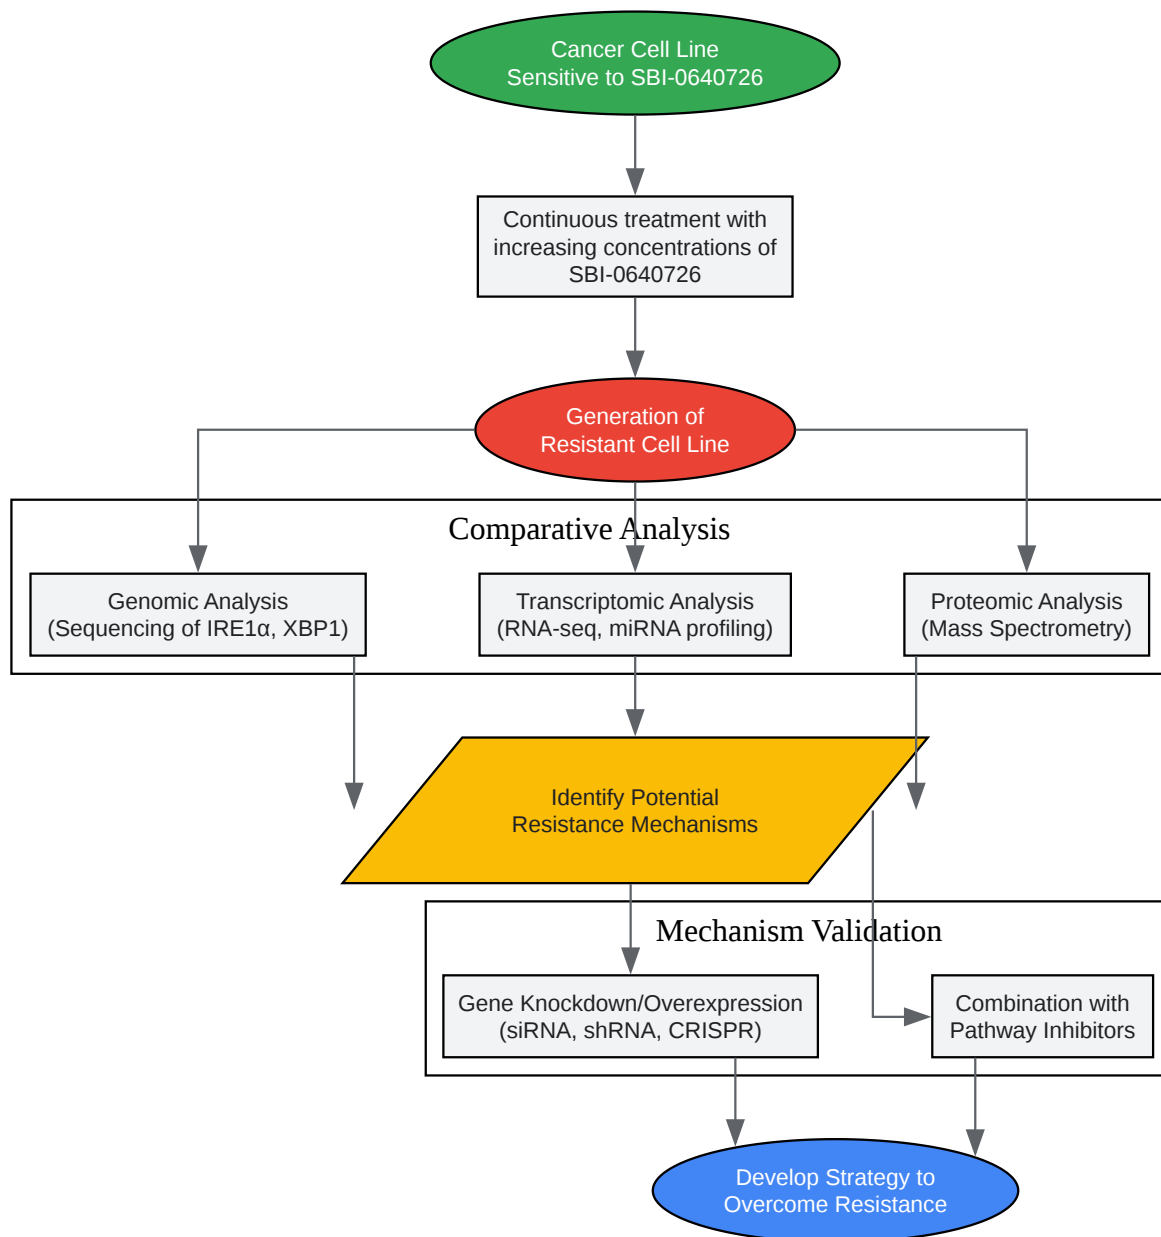 Cancer Cell Line
Sensitive to SBI-0640726
Continuous treatment with
increasing concentrations of
SBI-0640726
Generation of
Resistant Cell Line
Comparative Analysis
Genomic Analysis
(Sequencing of IRE1α, XBP1)
Transcriptomic Analysis
(RNA-seq, miRNA profiling)
Proteomic Analysis
(Mass Spectrometry)
Identify Potential
Resistance Mechanisms
Mechanism Validation
Gene Knockdown/Overexpression
(siRNA, shRNA, CRISPR)
Combination with
Pathway Inhibitors
Develop Strategy to
Overcome Resistance